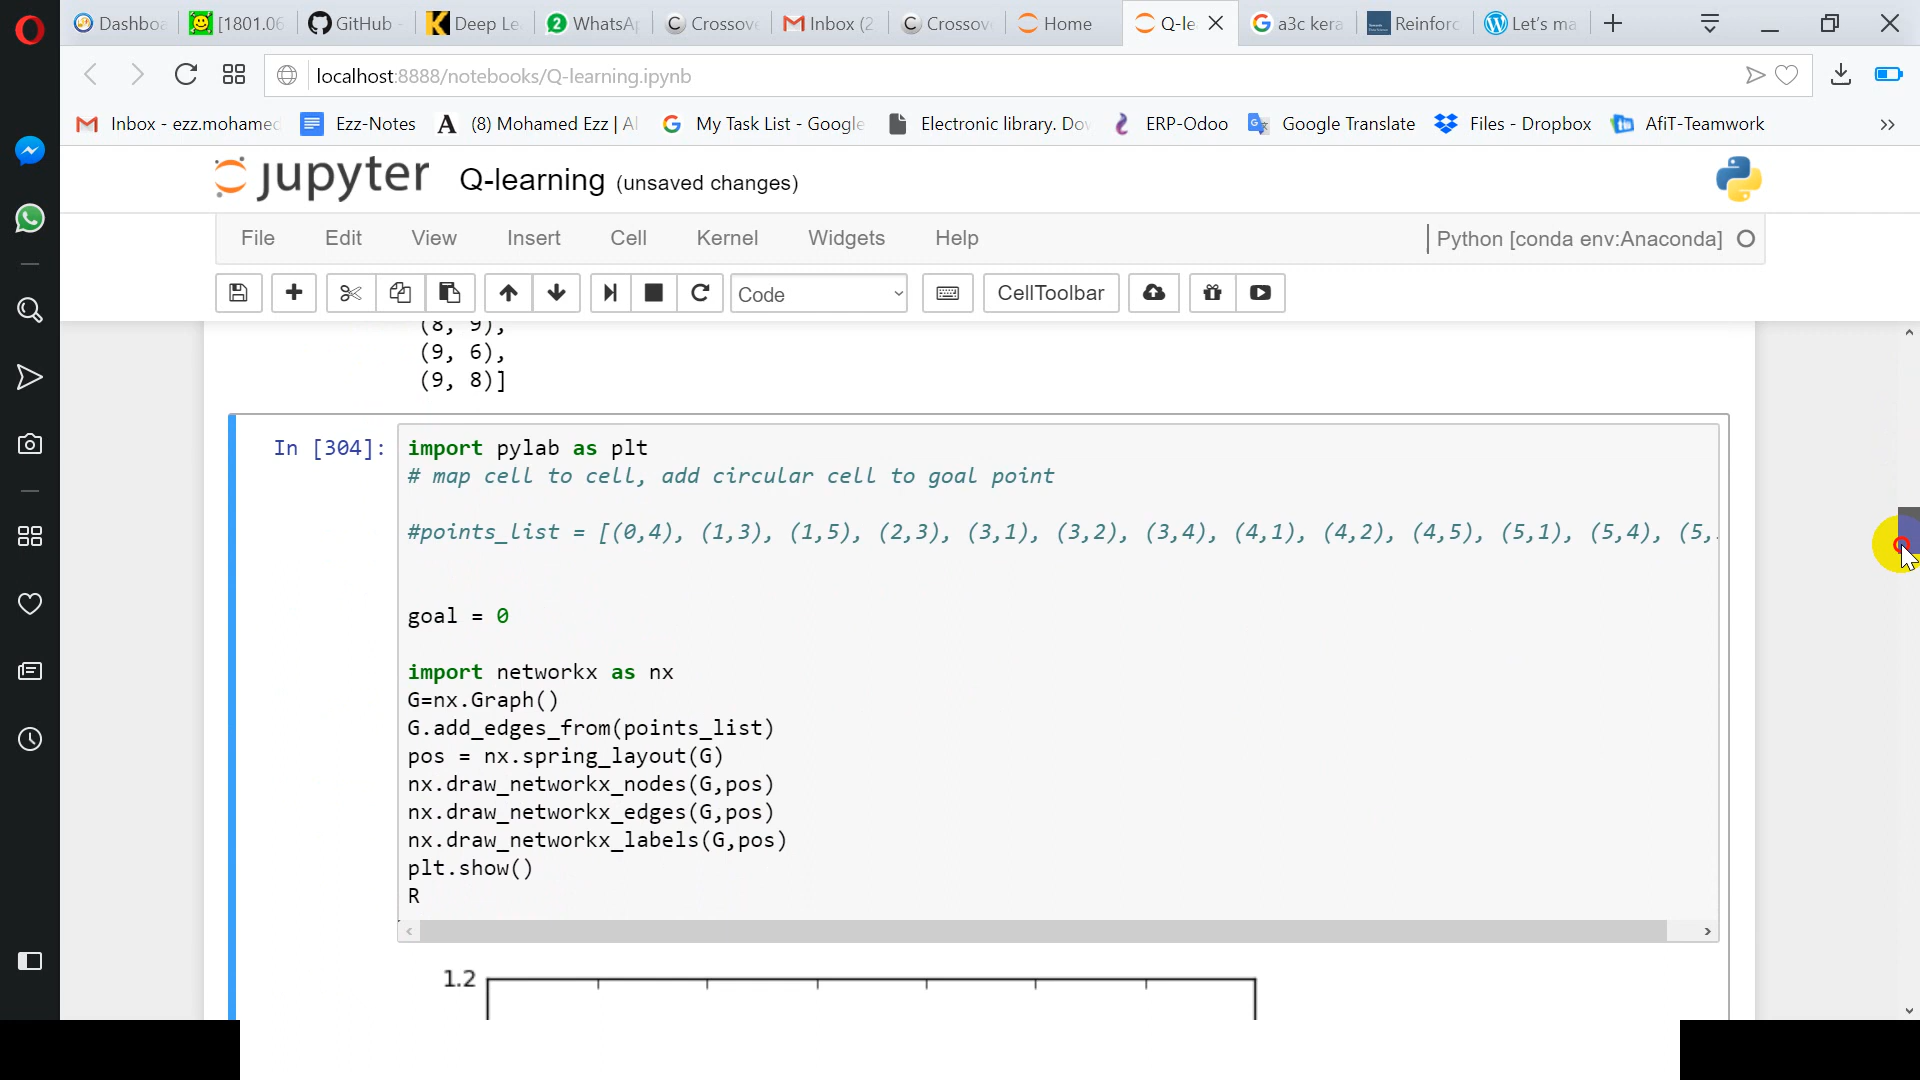 Dashboa [1801.06 GitHub - Deep Le WhatsA Crossove Inbox (2 Crossov Home Q-le a3c kera Reinforc Let's ma
localhost:8888/notebooks/Q-learning.ipynb
Inbox - ezz.mohamed Ezz-Notes (8) Mohamed Ezz | Al My Task List - Google Electronic library. Dov ERP-Odoo Google Translate Files - Dropbox AfiT-Teamwork
jupyter Q-learning (unsaved changes)
File Edit View Insert Cell Kernel Widgets Help Python [conda env:Anaconda]
Code CellToolbar
(8, 9),
(9, 6),
(9, 8)]
In [304]: import pylab as plt
# map cell to cell, add circular cell to goal point
#points_list = [(0,4), (1,3), (1,5), (2,3), (3,1), (3,2), (3,4), (4,1), (4,2), (4,5), (5,1), (5,4), (5,
goal = 0
import networkx as nx
G=nx.Graph()
G.add_edges_from(points_list)
pos = nx.spring_layout(G)
nx.draw_networkx_nodes(G,pos)
nx.draw_networkx_edges(G,pos)
nx.draw_networkx_labels(G,pos)
plt.show()
R
1.2